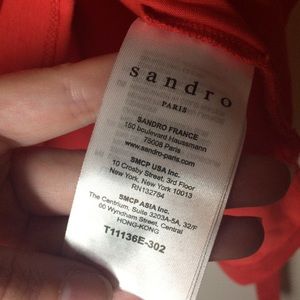 sandro
PARIS
SANDRO FRANCE
150 boulevard Haussmann
75008 Paris
www.sandro-paris.com
SMCP USA Inc.
10 Crosby Street, 3rd Floor
New York, New York 10013
RN132784
SMCP ASIA Inc.
The Centrium, Suite 3203A-5A, 32/F
60 Wyndham Street, Central
HONG-KONG
T11136E-302